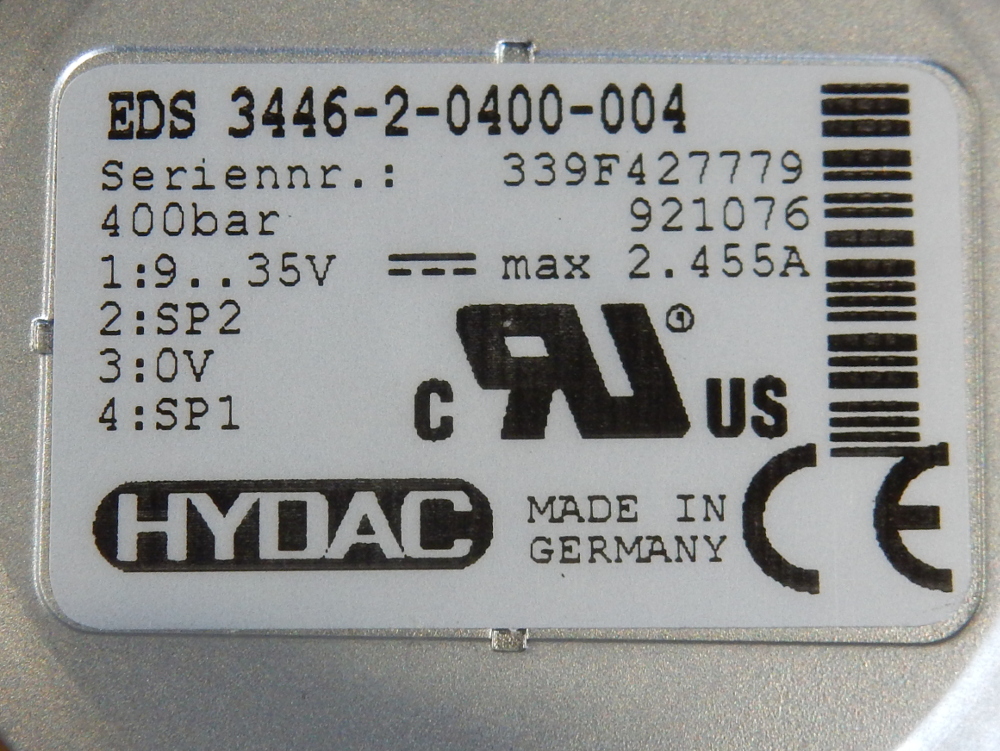 EDS 3446-2-0400-004
Seriennr.: 339F427779
400bar 921076
1:9..35V max 2.455A
2:SP2
3:0V
4:SP1
C RU US
HYDAC
MADE IN
GERMANY
CE